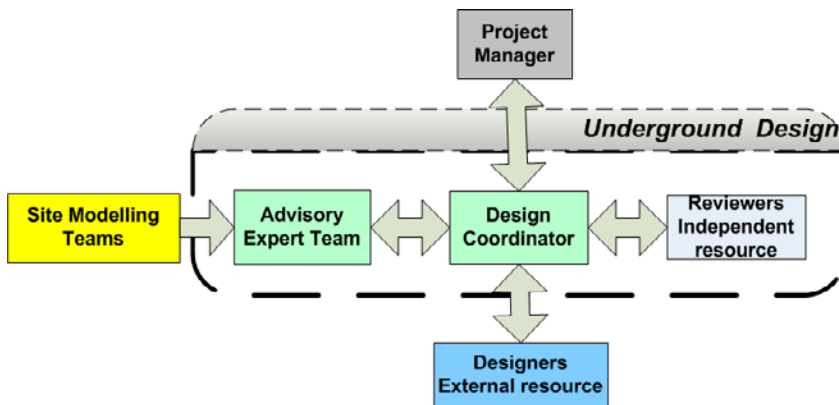 Project
Manager
Underground Design
Site Modelling
Teams
Advisory
Expert Team
Design
Coordinator
Reviewers
Independent
resource
Designers
External resource